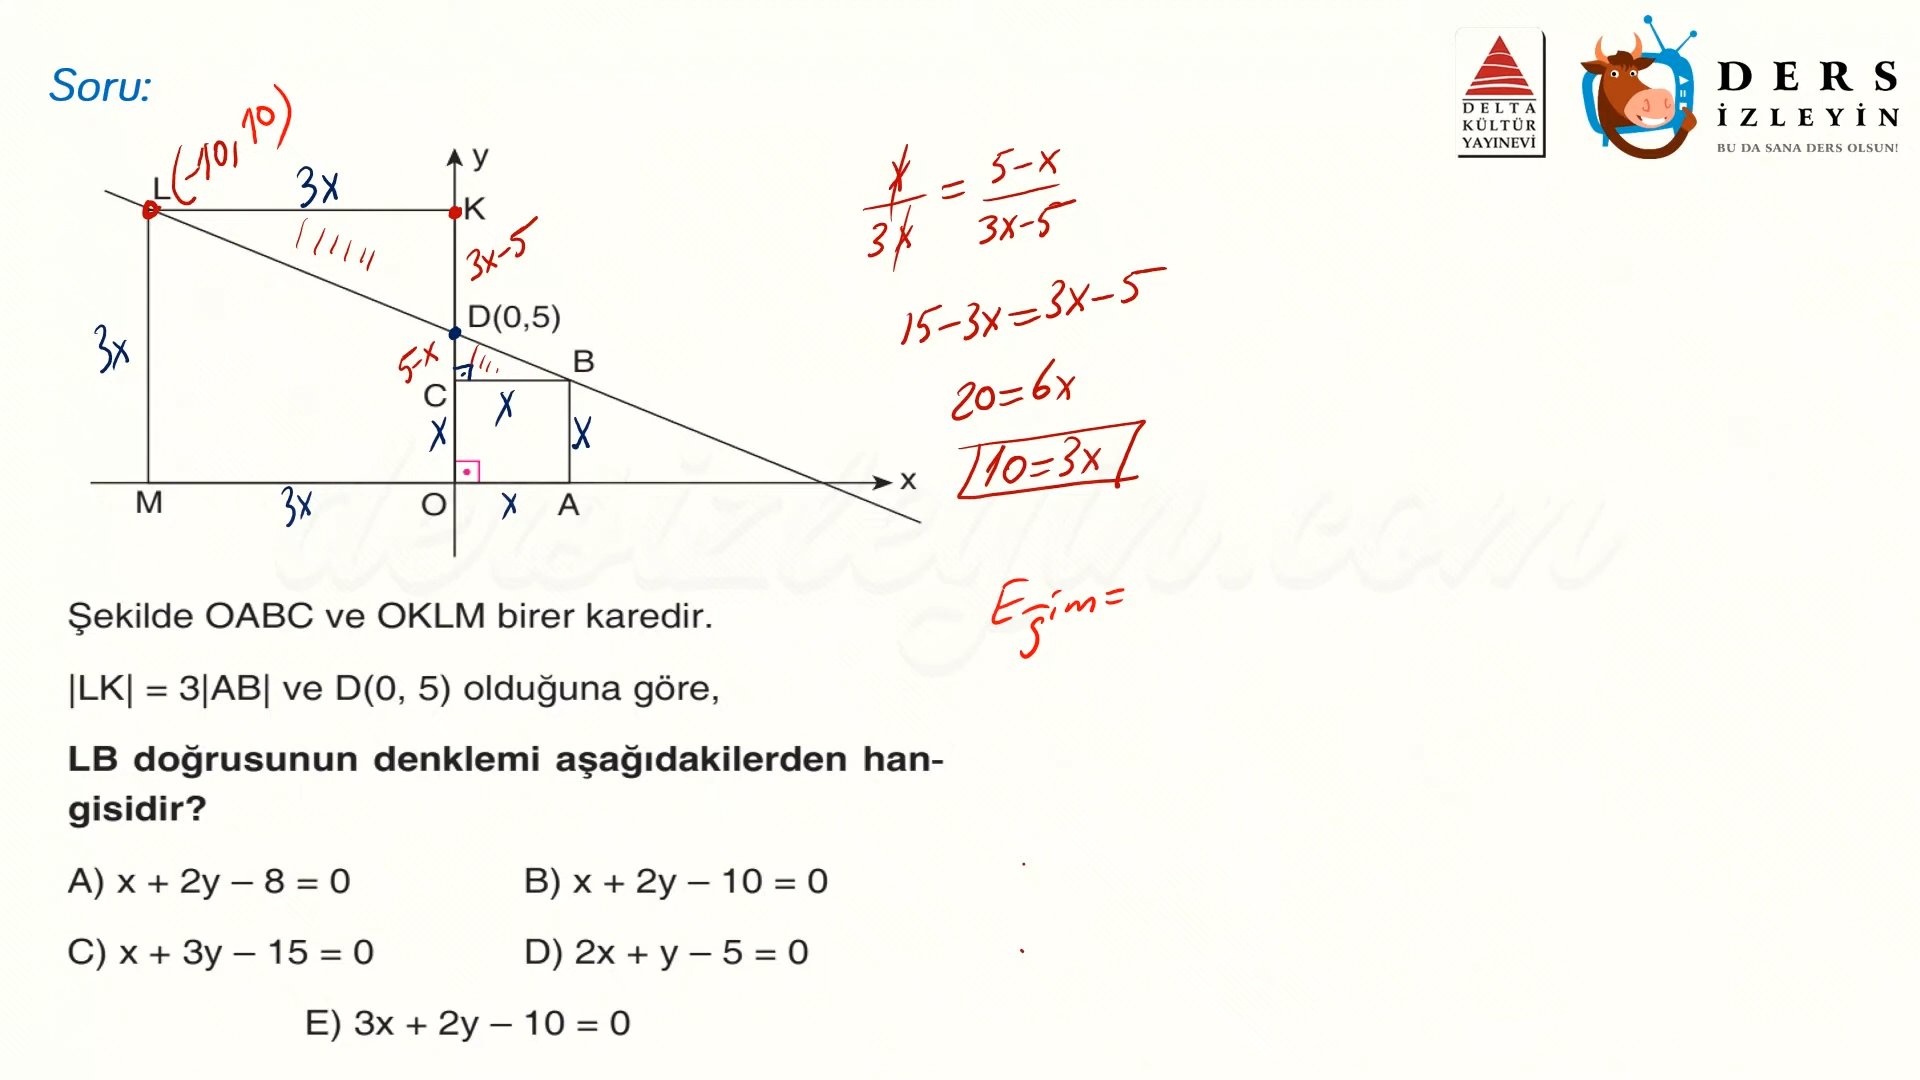 Soru:
DELTA
KÜLTÜR
YAYINEVİ
DERS
İZLEYİN
BU DA SANA DERS OLSUN!
(-10, 10)
L
3x
y
K
3x-5
D(0,5)
3x
5-x
B
C
x
x
x
M
3x
O
x
A
x
x/3x = 5-x/3x-5
15-3x=3x-5
20=6x
10=3x
Eğim=
dersizleyin.com
Şekilde OABC ve OKLM birer karedir.
|LK| = 3|AB| ve D(0, 5) olduğuna göre,
LB doğrusunun denklemi aşağıdakilerden han-
gisidir?
A) x + 2y – 8 = 0 B) x + 2y – 10 = 0
C) x + 3y – 15 = 0 D) 2x + y – 5 = 0
E) 3x + 2y – 10 = 0